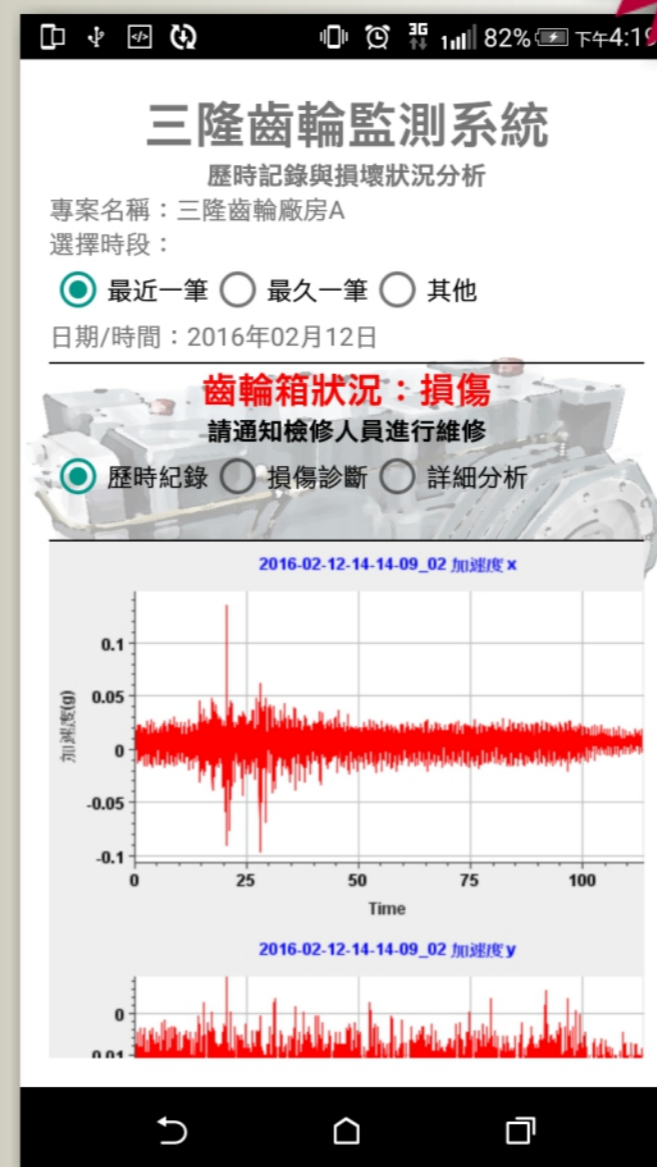 3G
82% 下午4:19
三隆齒輪監測系統
歷時記錄與損壞狀況分析
專案名稱：三隆齒輪廠房A
選擇時段：
最近一筆 最久一筆 其他
日期/時間：2016年02月12日
齒輪箱狀況：損傷
請通知檢修人員進行維修
歷時紀錄 損傷診斷 詳細分析
2016-02-12-14-14-09_02 加速度x
加速度(g)
0.1
0.05
0
-0.05
-0.1
0 25 50 75 100
Time
2016-02-12-14-14-09_02 加速度y
0
0.01